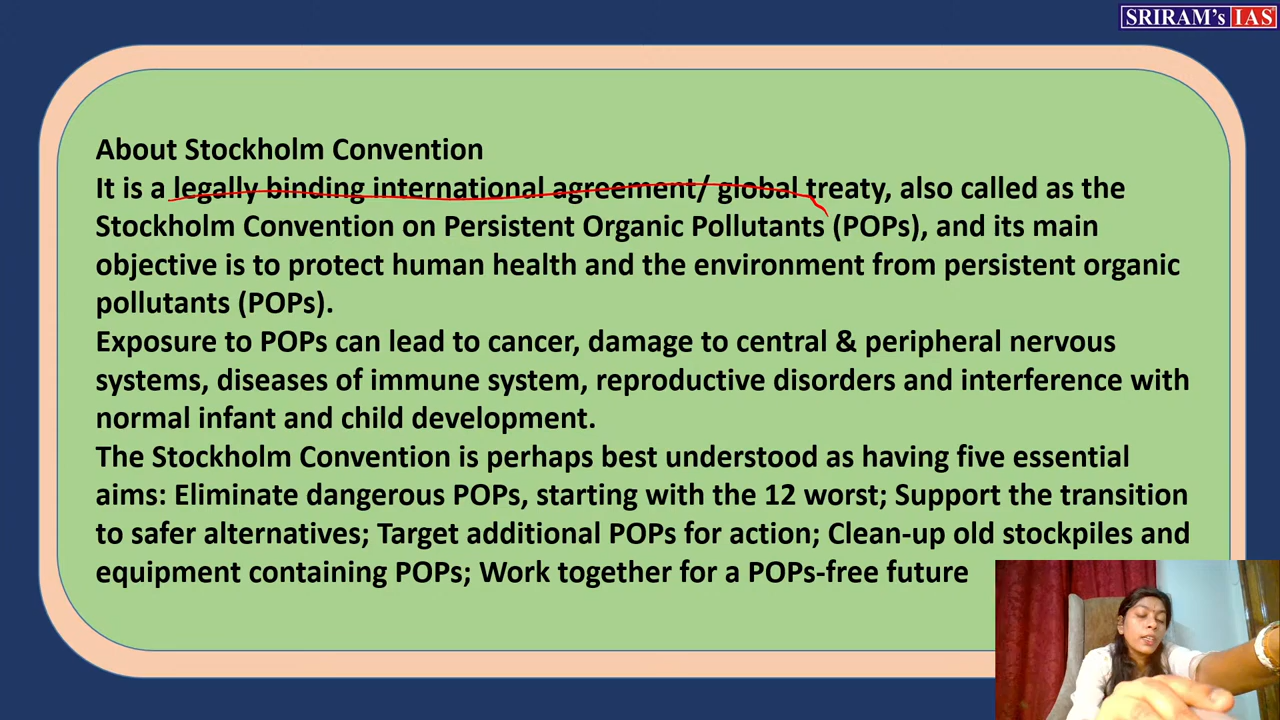 SRIRAM's IAS
About Stockholm Convention
It is a legally binding international agreement/ global treaty, also called as the
Stockholm Convention on Persistent Organic Pollutants (POPs), and its main
objective is to protect human health and the environment from persistent organic
pollutants (POPs).
Exposure to POPs can lead to cancer, damage to central & peripheral nervous
systems, diseases of immune system, reproductive disorders and interference with
normal infant and child development.
The Stockholm Convention is perhaps best understood as having five essential
aims: Eliminate dangerous POPs, starting with the 12 worst; Support the transition
to safer alternatives; Target additional POPs for action; Clean-up old stockpiles and
equipment containing POPs; Work together for a POPs-free future